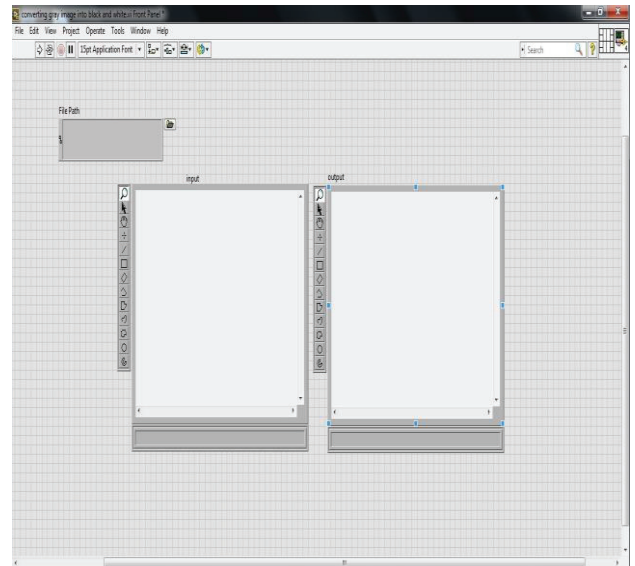 converting gray image into black and white.vi Front Panel *
File Edit View Project Operate Tools Window Help
15pt Application Font
Search
File Path
input
output